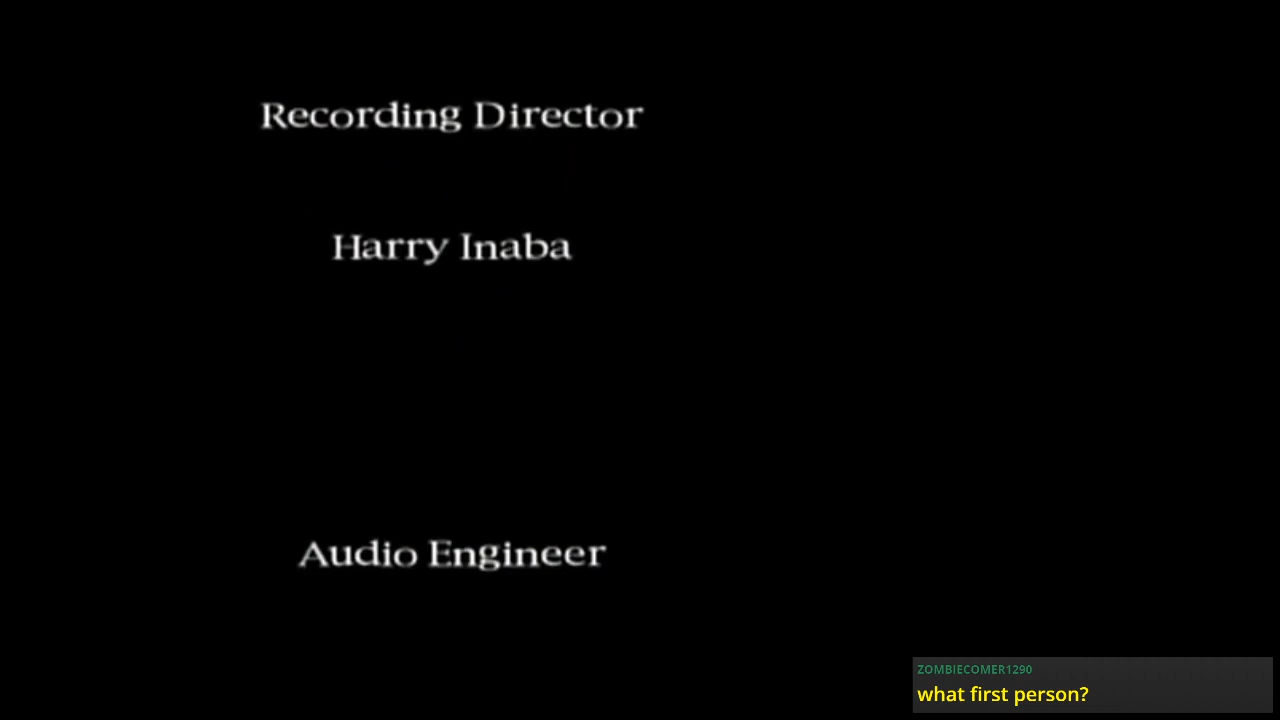 Recording Director
Harry Inaba
Audio Engineer
ZOMBIECOMER1290
what first person?